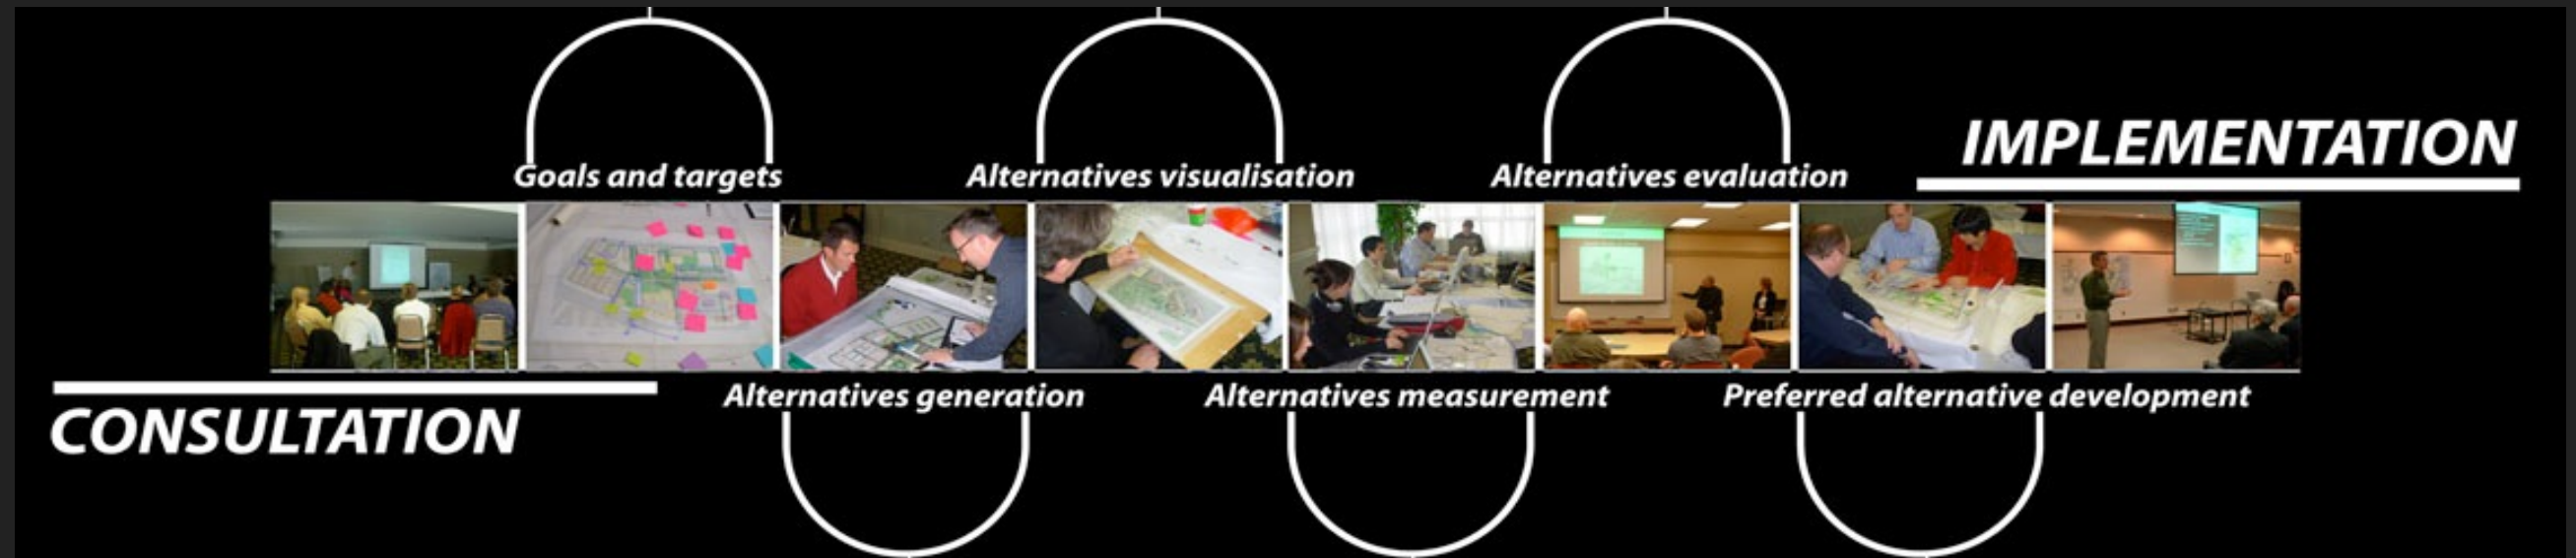 CONSULTATION
Goals and targets
Alternatives generation
Alternatives visualisation
Alternatives measurement
Alternatives evaluation
Preferred alternative development
IMPLEMENTATION